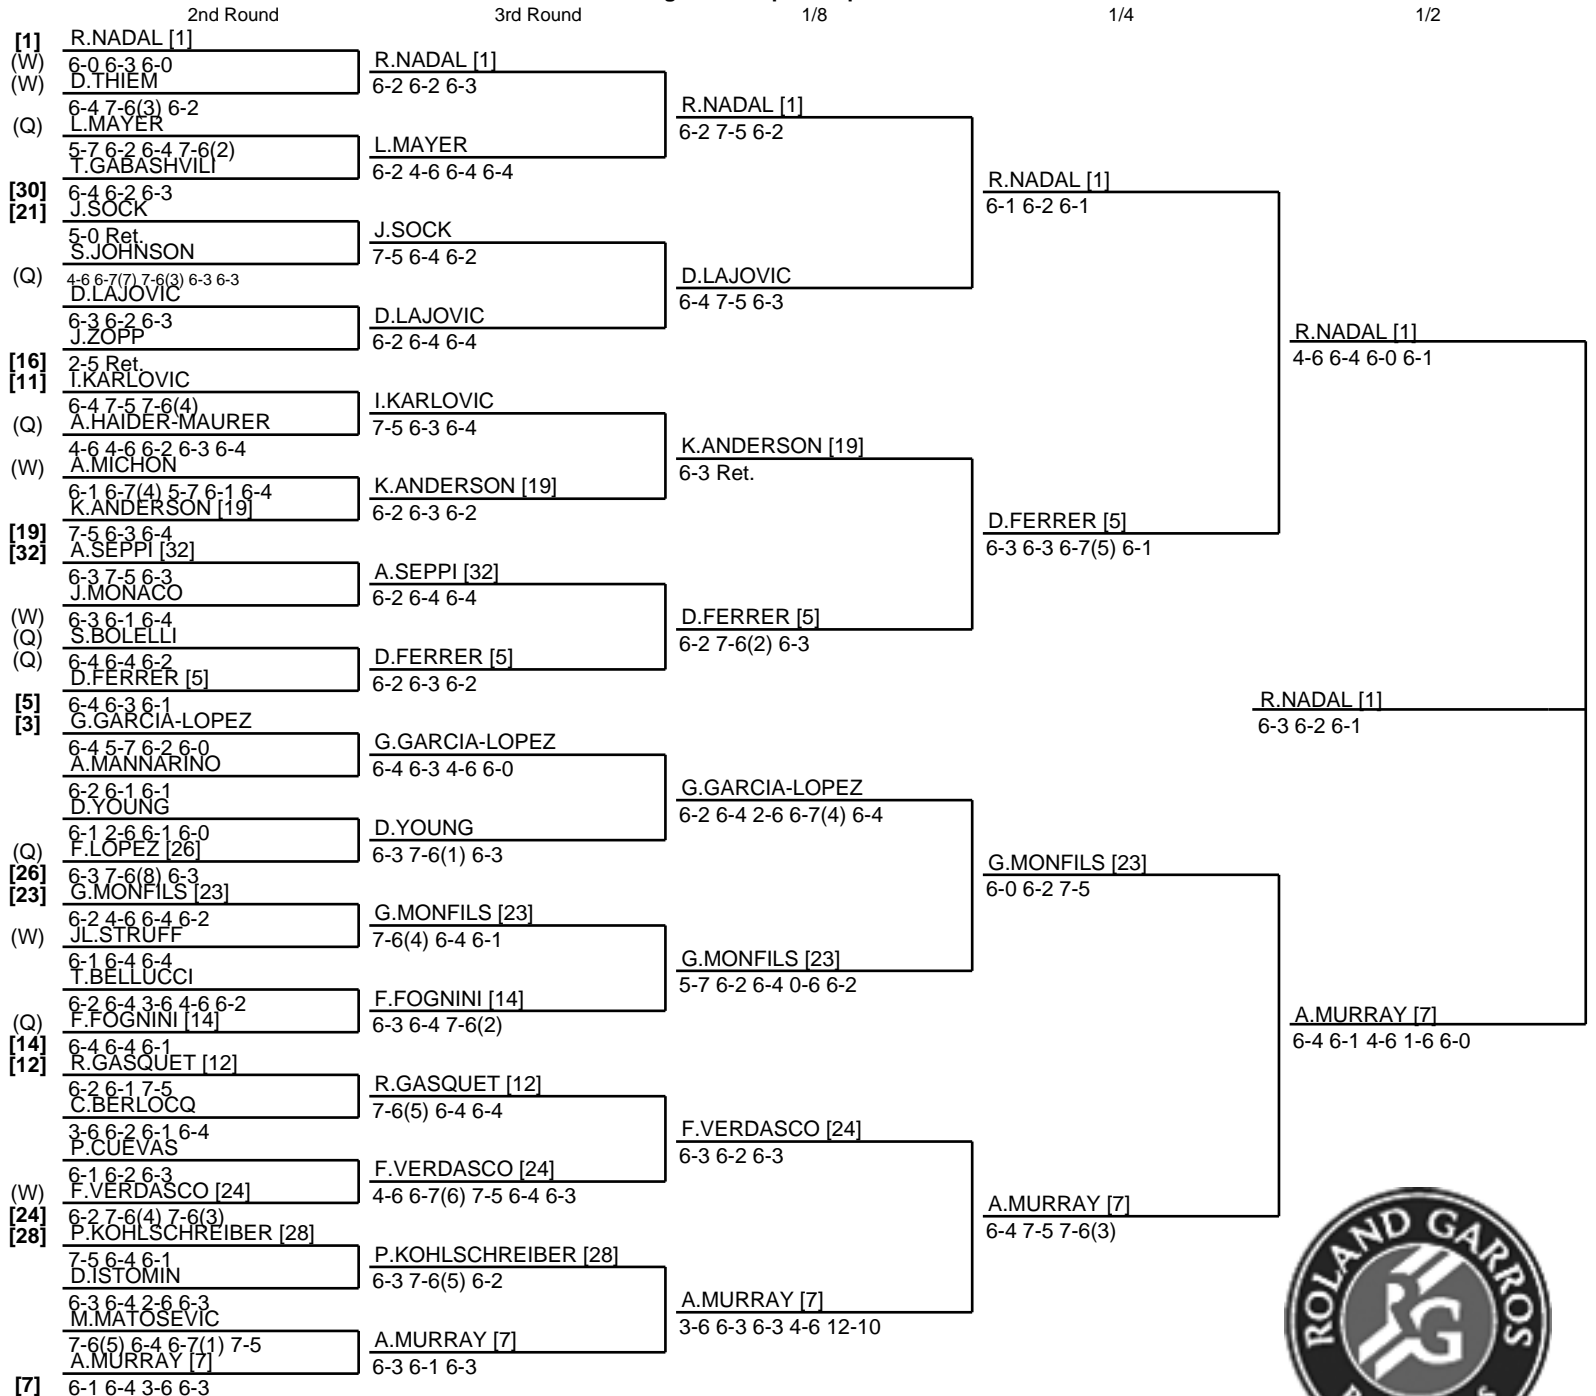 2nd Round 3rd Round 1/8 1/4 1/2
[1] R.NADAL [1]
(W) 6-0 6-3 6-0
(W) D.THIEM
6-4 7-6(3) 6-2
(Q) L.MAYER
5-7 6-2 6-4 7-6(2)
T.GABASHVILI
[30] 6-4 6-2 6-3
[21] J.SOCK
5-0 Ret.
S.JOHNSON
(Q) 4-6 6-7(7) 7-6(3) 6-3 6-3
D.LAJOVIC
6-3 6-2 6-3
J.ZOPP
[16] 2-5 Ret.
[11] I.KARLOVIC
6-4 7-5 7-6(4)
(Q) A.HAIDER-MAURER
4-6 4-6 6-2 6-3 6-4
(W) A.MICHON
6-1 6-7(4) 5-7 6-1 6-4
K.ANDERSON [19]
[19] 7-5 6-3 6-4
[32] A.SEPPI [32]
6-3 7-5 6-3
J.MONACO
(W) 6-3 6-1 6-4
(Q) S.BOLELLI
(Q) 6-4 6-4 6-2
D.FERRER [5]
[5] 6-4 6-3 6-1
[3] G.GARCIA-LOPEZ
6-4 5-7 6-2 6-0
A.MANNARINO
6-2 6-1 6-1
D.YOUNG
6-1 2-6 6-1 6-0
(Q) F.LOPEZ [26]
[26] 6-3 7-6(8) 6-3
[23] G.MONFILS [23]
6-2 4-6 6-4 6-2
(W) JL.STRUFF
6-1 6-4 6-4
T.BELLUCCI
6-2 6-4 3-6 4-6 6-2
(Q) F.FOGNINI [14]
[14] 6-4 6-4 6-1
[12] R.GASQUET [12]
6-2 6-1 7-5
C.BERLOCQ
3-6 6-2 6-1 6-4
P.CUEVAS
6-1 6-2 6-3
(W) F.VERDASCO [24]
[24] 6-2 7-6(4) 7-6(3)
[28] P.KOHLSCHREIBER [28]
7-5 6-4 6-1
D.ISTOMIN
6-3 6-4 2-6 6-3
M.MATOSEVIC
7-6(5) 6-4 6-7(1) 7-5
A.MURRAY [7]
[7] 6-1 6-4 3-6 6-3
R.NADAL [1]
6-2 6-2 6-3
L.MAYER
6-2 4-6 6-4 6-4
J.SOCK
7-5 6-4 6-2
D.LAJOVIC
6-2 6-4 6-4
I.KARLOVIC
7-5 6-3 6-4
K.ANDERSON [19]
6-2 6-3 6-2
A.SEPPI [32]
6-2 6-4 6-4
D.FERRER [5]
6-2 6-3 6-2
G.GARCIA-LOPEZ
6-4 6-3 4-6 6-0
D.YOUNG
6-3 7-6(1) 6-3
G.MONFILS [23]
7-6(4) 6-4 6-1
F.FOGNINI [14]
6-3 6-4 7-6(2)
R.GASQUET [12]
7-6(5) 6-4 6-4
F.VERDASCO [24]
4-6 6-7(6) 7-5 6-4 6-3
P.KOHLSCHREIBER [28]
6-3 7-6(5) 6-2
A.MURRAY [7]
6-3 6-1 6-3
R.NADAL [1]
6-2 7-5 6-2
D.LAJOVIC
6-4 7-5 6-3
K.ANDERSON [19]
6-3 Ret.
D.FERRER [5]
6-2 7-6(2) 6-3
G.GARCIA-LOPEZ
6-2 6-4 2-6 6-7(4) 6-4
G.MONFILS [23]
5-7 6-2 6-4 0-6 6-2
F.VERDASCO [24]
6-3 6-2 6-3
A.MURRAY [7]
3-6 6-3 6-3 4-6 12-10
R.NADAL [1]
6-1 6-2 6-1
D.FERRER [5]
6-3 6-3 6-7(5) 6-1
G.MONFILS [23]
6-0 6-2 7-5
A.MURRAY [7]
6-4 7-5 7-6(3)
R.NADAL [1]
4-6 6-4 6-0 6-1
A.MURRAY [7]
6-4 6-1 4-6 1-6 6-0
R.NADAL [1]
6-3 6-2 6-1
ROLAND GARROS
RG